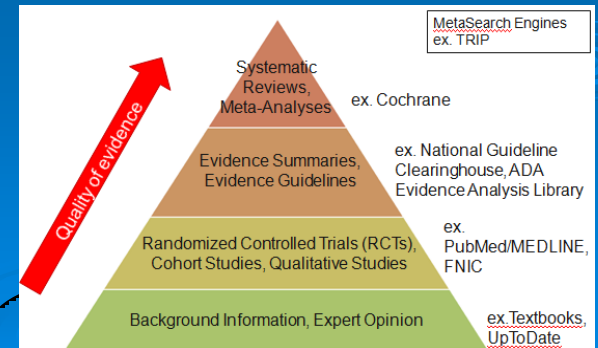 MetaSearch Engines
ex. TRIP
Quality of evidence
Systematic
Reviews,
Meta-Analyses
ex. Cochrane
Evidence Summaries,
Evidence Guidelines
ex. National Guideline
Clearinghouse, ADA
Evidence Analysis Library
Randomized Controlled Trials (RCTs),
Cohort Studies, Qualitative Studies
ex.
PubMed/MEDLINE,
FNIC
Background Information, Expert Opinion
ex.Textbooks,
UpToDate